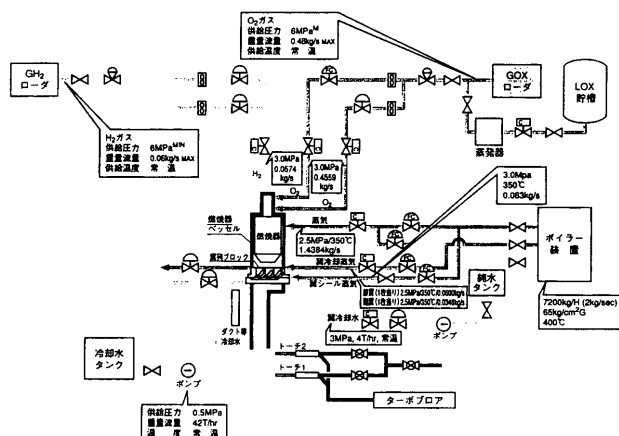 O₂ガス
供給圧力 6MPaᴹ
重量流量 0.48kg/s MAX
供給温度 常 温
GH₂
ローダ
GOX
ローダ
LOX
貯槽
蒸発器
H₂ガス
供給圧力 6MPaᴹᴵᴺ
重量流量 0.06kg/s MAX
供給温度 常 温
3.0MPa
0.0574
kg/s
H₂
3.0MPa
0.4559
kg/s
O₂
O₂
3.0Mpa
350℃
0.083kg/s
燃焼器
ベッセル
燃焼器
蒸気
2.5MPa/350℃
1.4384kg/s
ボイラー
装 置
翼列ブロック
翼冷却蒸気
翼シール蒸気
純水
タンク
7200kg/H (2kg/sec)
65kg/cm²G
400℃
翼冷却水
3MPa, 4T/hr, 常温
ポンプ
ダクト等
冷却水
冷却水
タンク
ポンプ
トーチ2
トーチ1
ターボブロア
供給圧力 0.5MPa
重量流量 42T/hr
温 度 常温